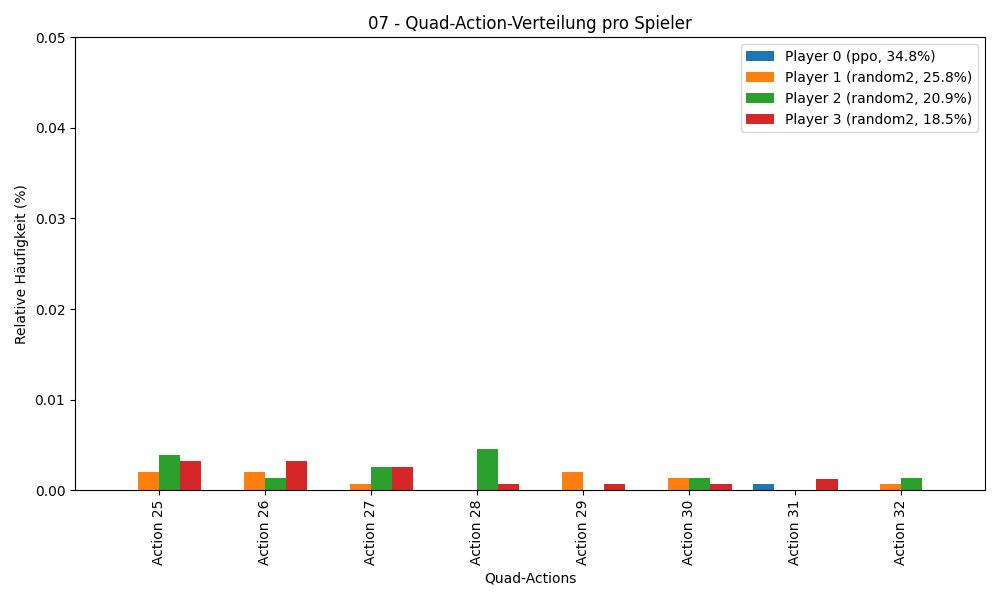 07 - Quad-Action-Verteilung pro Spieler
Player 0 (ppo, 34.8%)
Player 1 (random2, 25.8%)
Player 2 (random2, 20.9%)
Player 3 (random2, 18.5%)
Relative Häufigkeit (%)
0.05
0.04
0.03
0.02
0.01
0.00
Action 25
Action 26
Action 27
Action 28
Action 29
Action 30
Action 31
Action 32
Quad-Actions